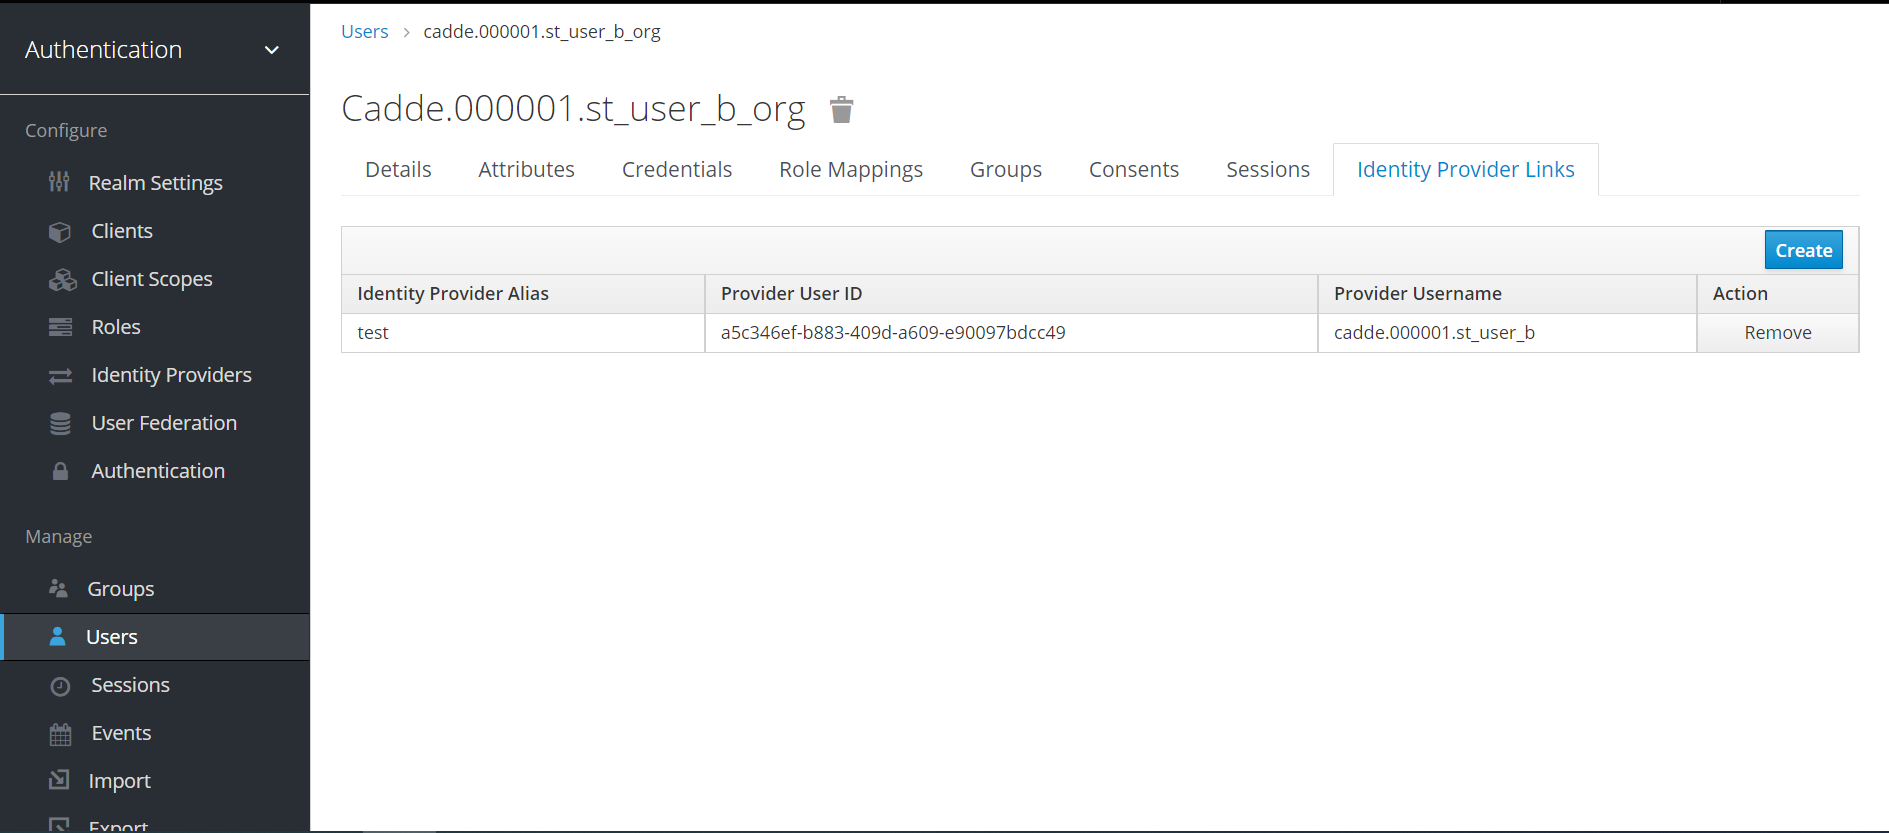 Authentication
Configure
Realm Settings
Clients
Client Scopes
Roles
Identity Providers
User Federation
Authentication
Manage
Groups
Users
Sessions
Events
Import
Export
Users > cadde.000001.st_user_b_org
Cadde.000001.st_user_b_org
Details Attributes Credentials Role Mappings Groups Consents Sessions Identity Provider Links
Create
Identity Provider Alias Provider User ID Provider Username Action
test a5c346ef-b883-409d-a609-e90097bdcc49 cadde.000001.st_user_b Remove